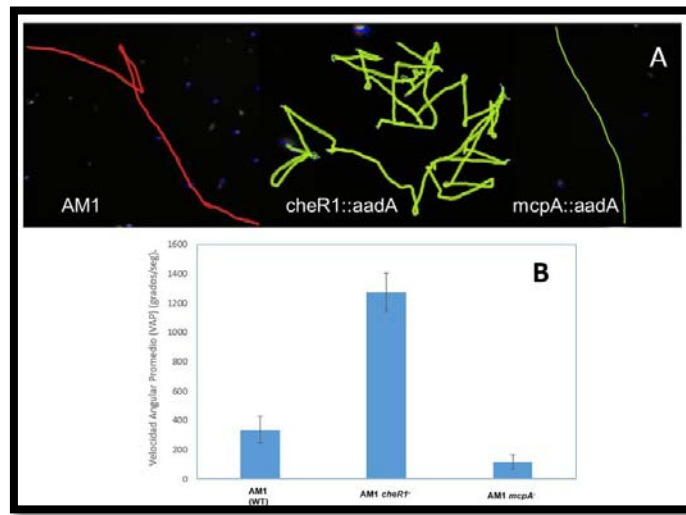 A
AM1
cheR1::aadA
mcpA::aadA
B
Velocidad Angular Promedio (VAP) (grados/seg).
1600
1400
1200
1000
800
600
400
200
0
AM1
(WT)
AM1 cheR1-
AM1 mcpA-